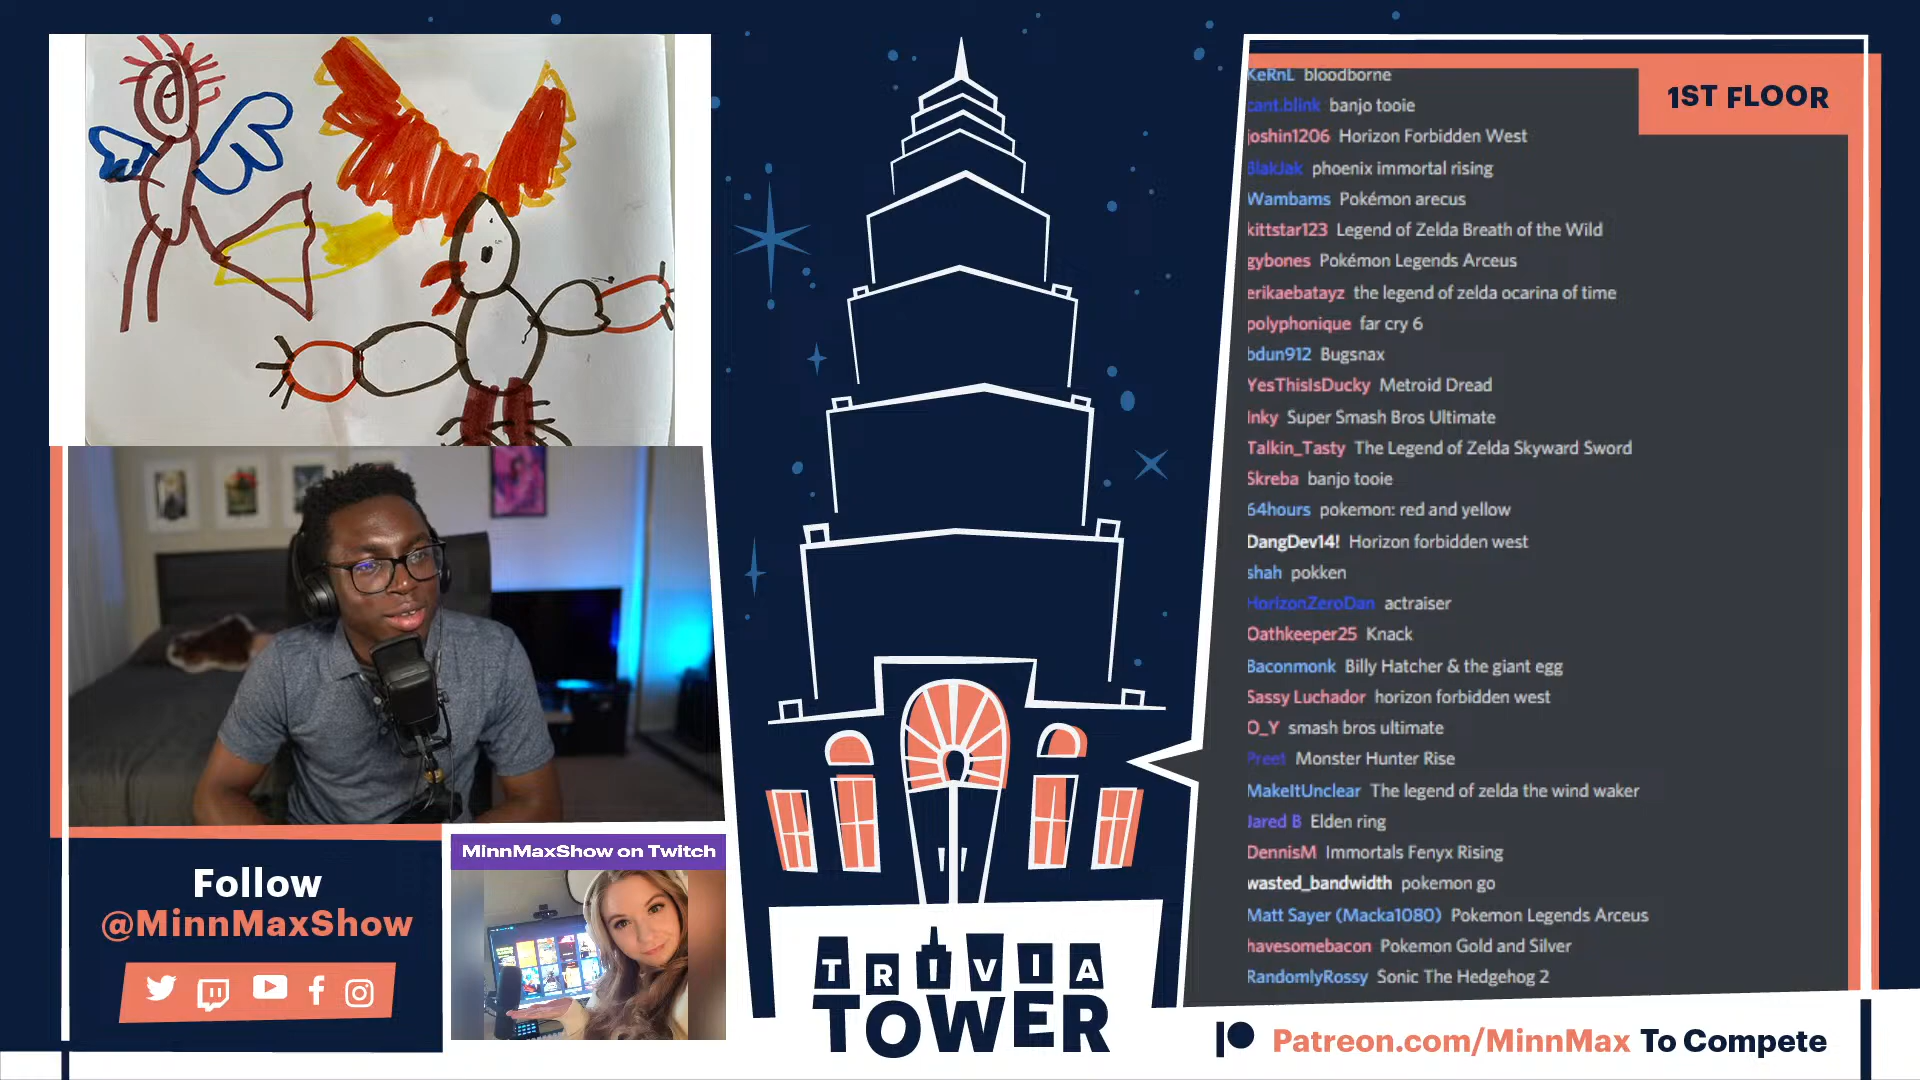 1ST FLOOR
KeRnL bloodborne
cant.blink banjo tooie
joshin1206 Horizon Forbidden West
BlakJak phoenix immortal rising
Wambams Pokémon arecus
kittstar123 Legend of Zelda Breath of the Wild
gybones Pokémon Legends Arceus
erikaebatayz the legend of zelda ocarina of time
polyphonique far cry 6
bdun912 Bugsnax
YesThisIsDucky Metroid Dread
Inky Super Smash Bros Ultimate
Talkin_Tasty The Legend of Zelda Skyward Sword
Skreba banjo tooie
64hours pokemon: red and yellow
DangDev14! Horizon forbidden west
shah pokken
HorizonZeroDan actraiser
Oathkeeper25 Knack
Baconmonk Billy Hatcher & the giant egg
Sassy Luchador horizon forbidden west
O_Y smash bros ultimate
Preet Monster Hunter Rise
MakeItUnclear The legend of zelda the wind waker
Jared B Elden ring
DennisM Immortals Fenyx Rising
wasted_bandwidth pokemon go
Matt Sayer (Macka1080) Pokemon Legends Arceus
havesomebacon Pokemon Gold and Silver
RandomlyRossy Sonic The Hedgehog 2
MinnMaxShow on Twitch
Follow
@MinnMaxShow
TRIVIA
TOWER
Patreon.com/MinnMax To Compete